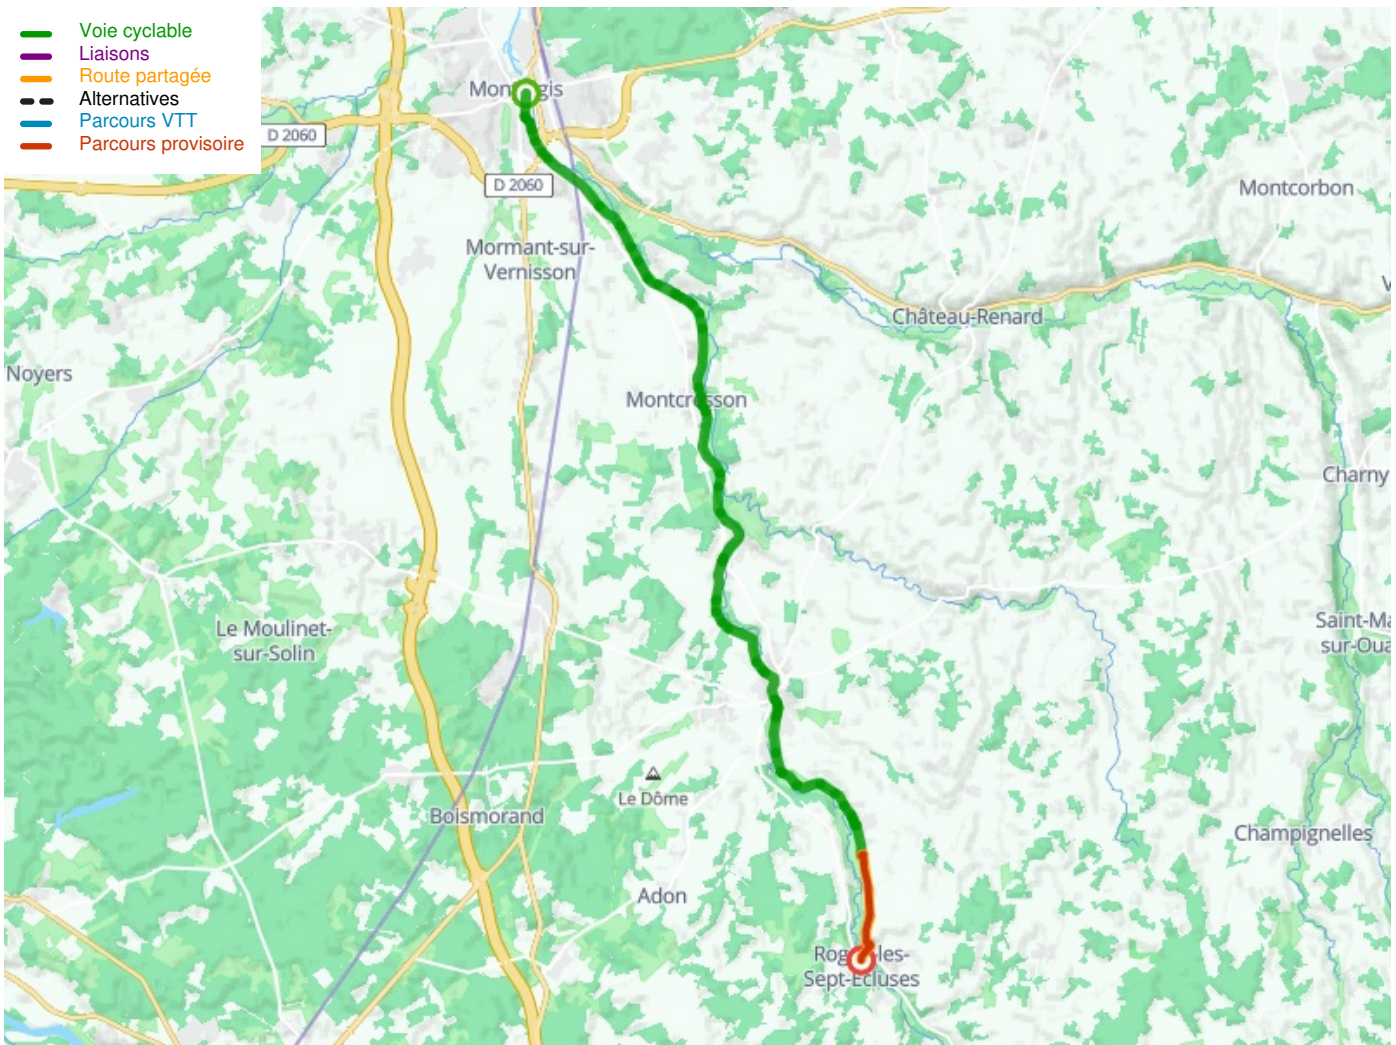 Voie cyclable
Liaisons
Route partagée
Alternatives
Parcours VTT
Parcours provisoire
D 2060
D 2060
Montcorbon
Mormant-sur-
Vernisson
Château-Renard
Noyers
Charny
Le Moulinet-
sur-Solin
Le Dôme
Boismorand
Champignelles
Adon
Sept-Écluses